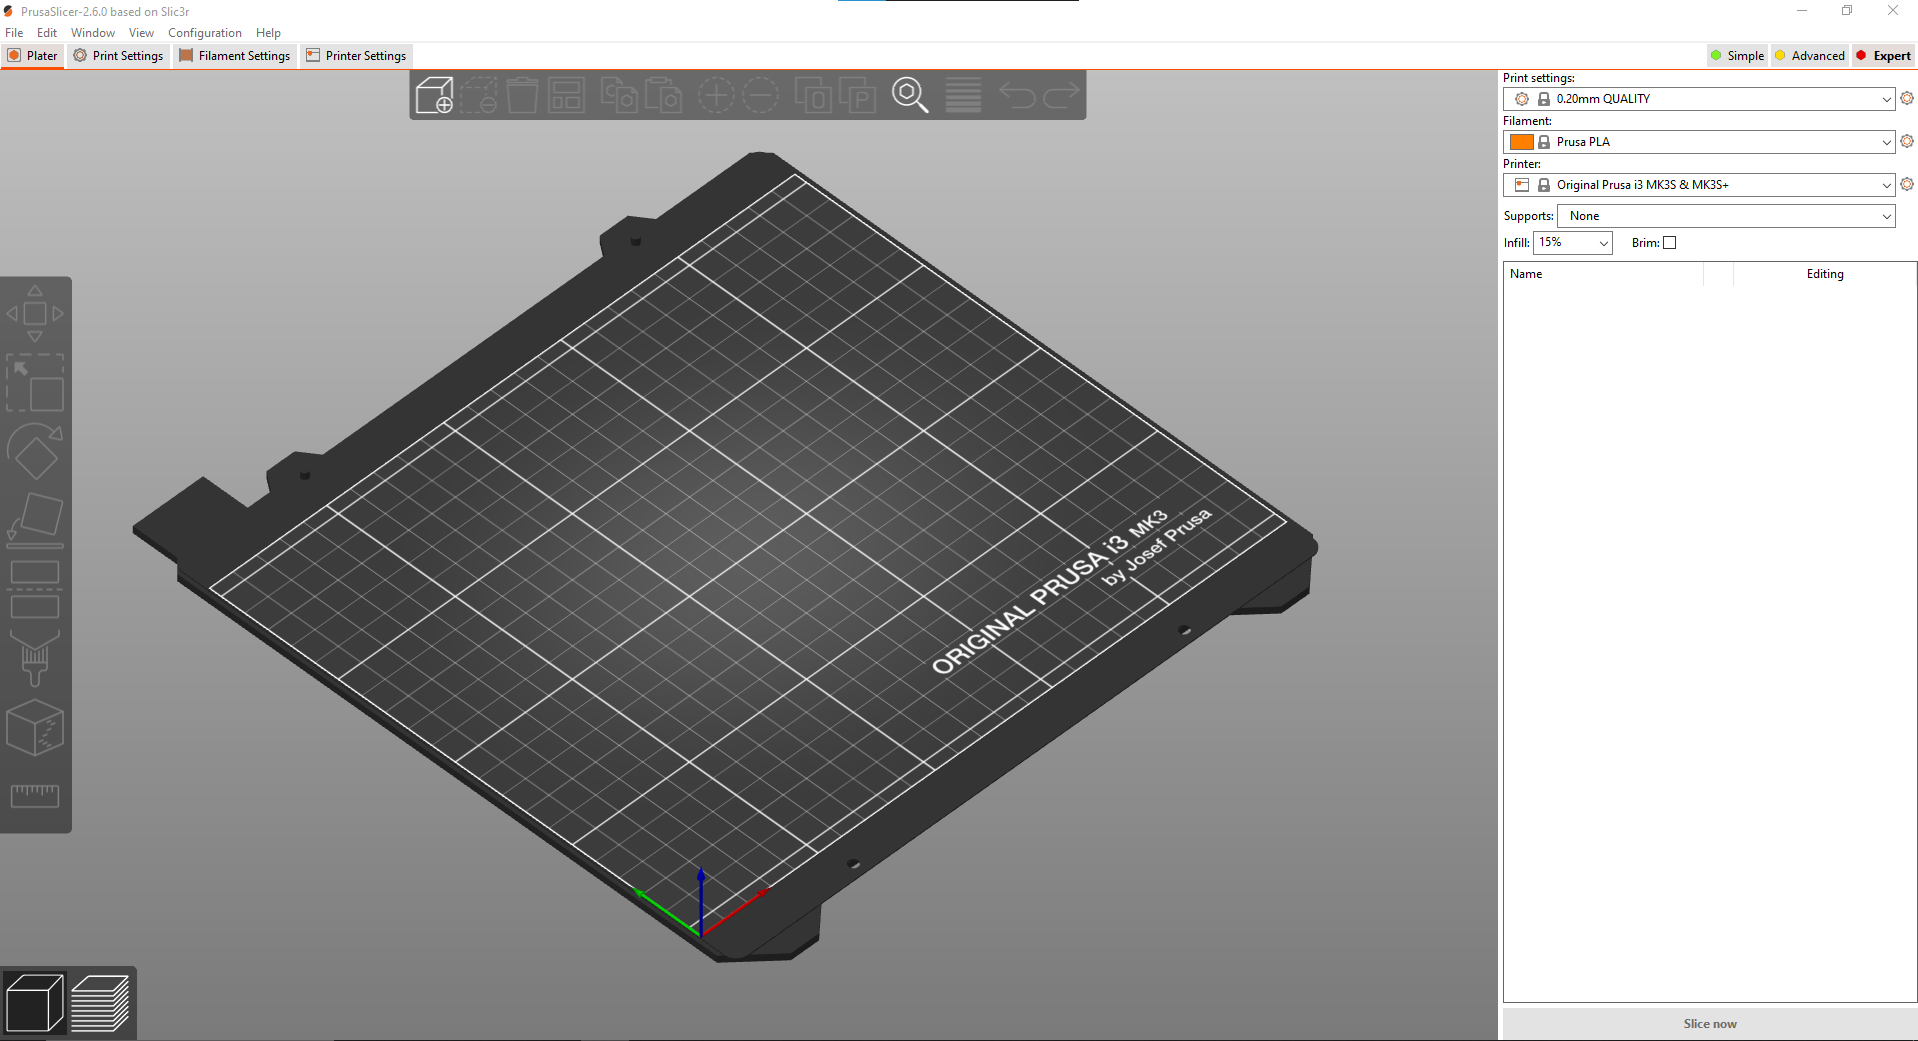 PrusaSlicer-2.6.0 based on Slic3r
File Edit Window View Configuration Help
Plater Print Settings Filament Settings Printer Settings
Simple Advanced Expert
Print settings:
0.20mm QUALITY
Filament:
Prusa PLA
Printer:
Original Prusa i3 MK3S & MK3S+
Supports: None
Infill: 15% Brim:
Name Editing
O P
ORIGINAL PRUSA i3 MK3
by Josef Prusa
Slice now